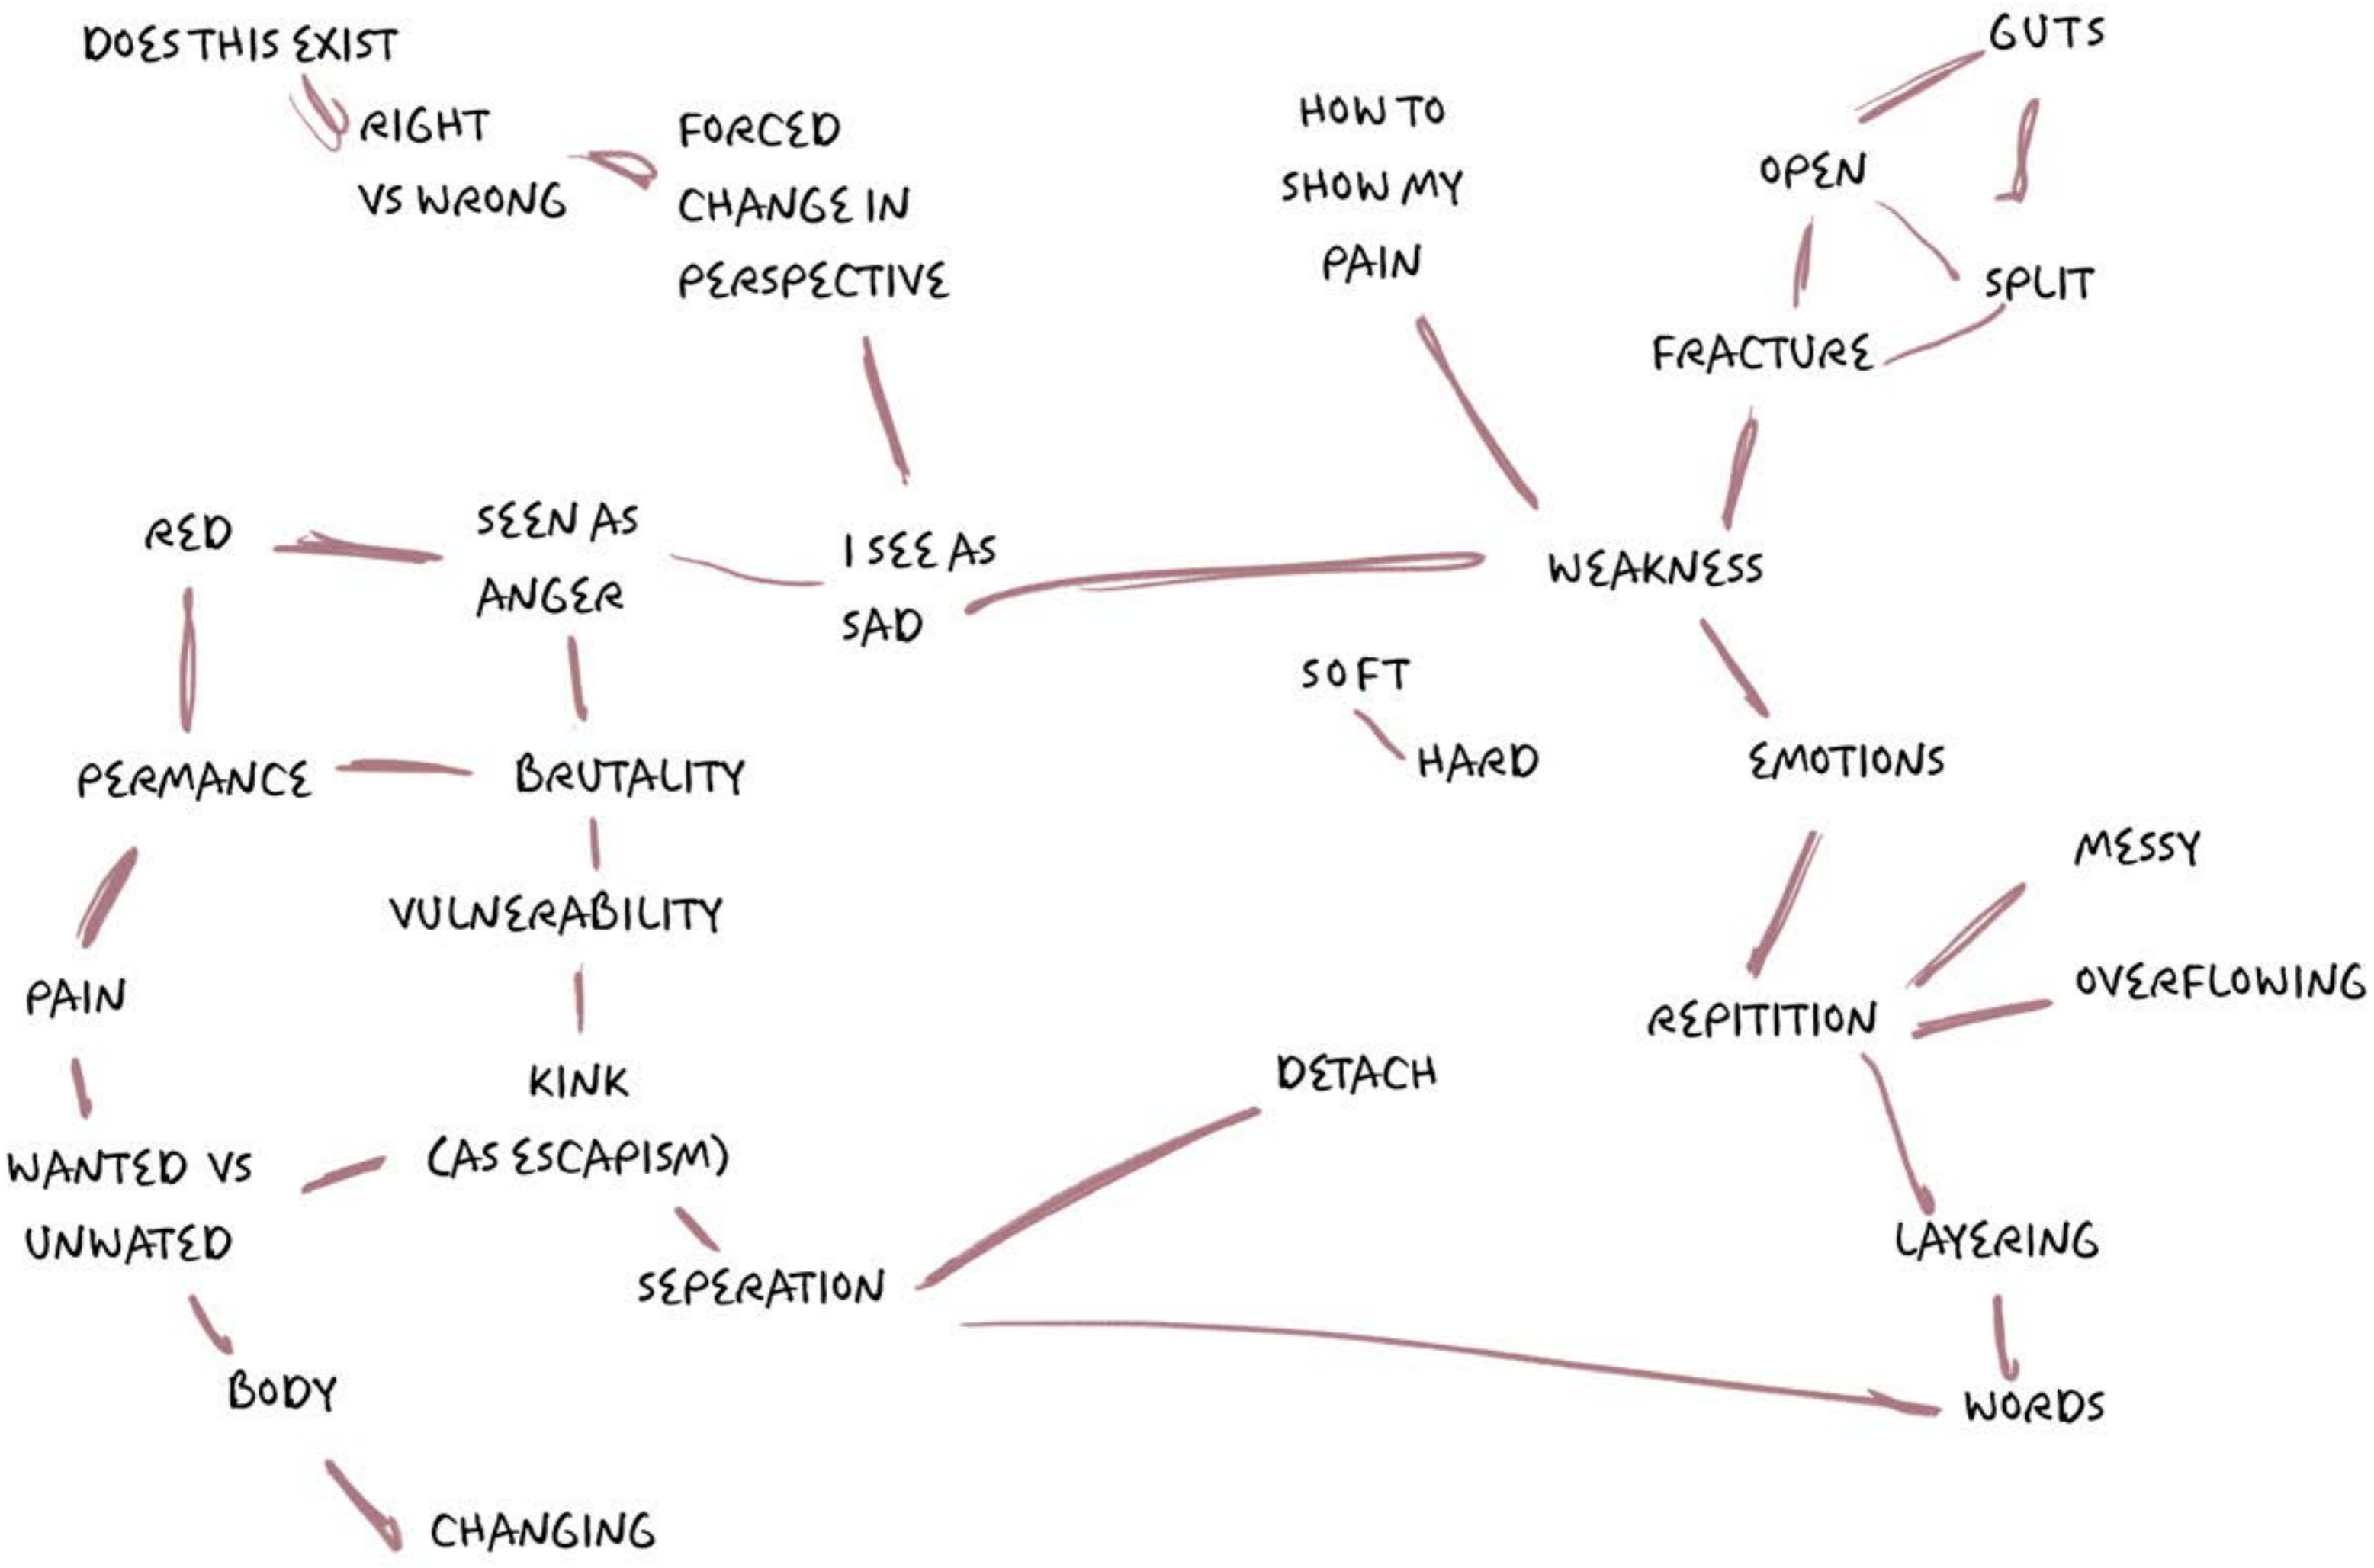 DOES THIS EXIST
RIGHT
VS WRONG
FORCED
CHANGE IN
PERSPECTIVE
HOW TO
SHOW MY
PAIN
GUTS
OPEN
SPLIT
FRACTURE
RED
SEEN AS
ANGER
I SEE AS
SAD
WEAKNESS
SOFT
HARD
EMOTIONS
PERMANCE
BRUTALITY
VULNERABILITY
MESSY
OVERFLOWING
REPITITION
PAIN
KINK
(AS ESCAPISM)
DETACH
WANTED VS
UNWATED
SEPERATION
LAYERING
WORDS
BODY
CHANGING